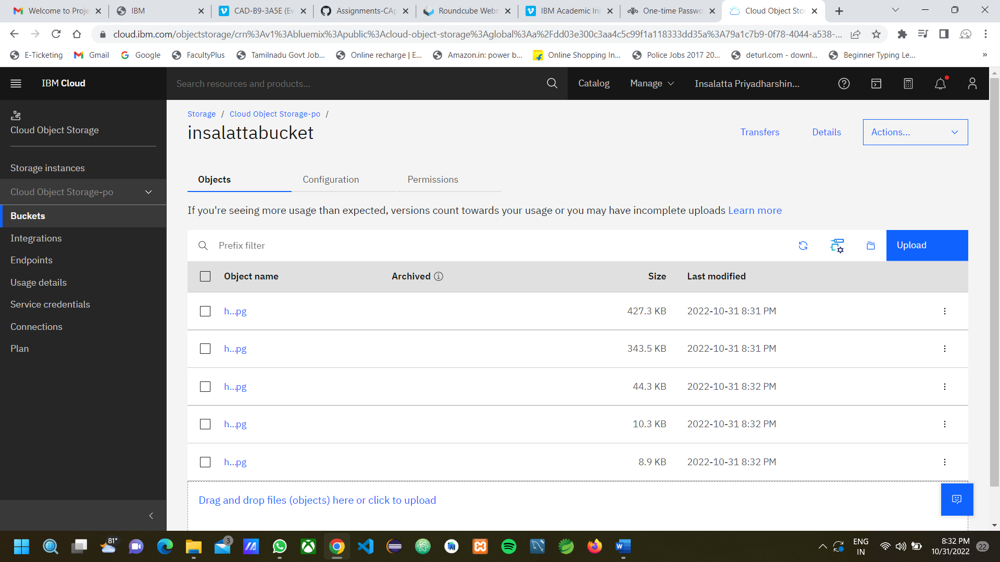 Welcome to Proje
IBM
CAD-B9-3A5E (Ev
Assignments-CAp
Roundcube Webm
IBM Academic Ini
One-time Passwo
Cloud Object Stor
cloud.ibm.com/objectstorage/crn%3Av1%3Abluemix%3Apublic%3Acloud-object-storage%3Aglobal%3Aa%2Fdd03e300c3aa4c5c99f1a118333dd35a%3A79a1c7b9-0f78-4044-a538-...
E-Ticketing
Gmail
Google
FacultyPlus
Tamilnadu Govt Job...
Online recharge | E...
Amazon.in: power b...
Online Shopping In...
Police Jobs 2017 20...
deturl.com - downl...
Beginner Typing Le...
»
IBM Cloud
Search resources and products...
Catalog
Manage
Insalatta Priyadharshin...
Cloud Object Storage
Storage instances
Cloud Object Storage-po
Buckets
Integrations
Endpoints
Usage details
Service credentials
Connections
Plan
Storage / Cloud Object Storage-po /
insalattabucket
Transfers
Details
Actions...
Objects
Configuration
Permissions
If you're seeing more usage than expected, versions count towards your usage or you may have incomplete uploads Learn more
Prefix filter
Upload
Object name Archived Size Last modified
h...pg 427.3 KB 2022-10-31 8:31 PM
h...pg 343.5 KB 2022-10-31 8:31 PM
h...pg 44.3 KB 2022-10-31 8:32 PM
h...pg 10.3 KB 2022-10-31 8:32 PM
h...pg 8.9 KB 2022-10-31 8:32 PM
Drag and drop files (objects) here or click to upload
81°
3
ENG
IN
8:32 PM
10/31/2022
22